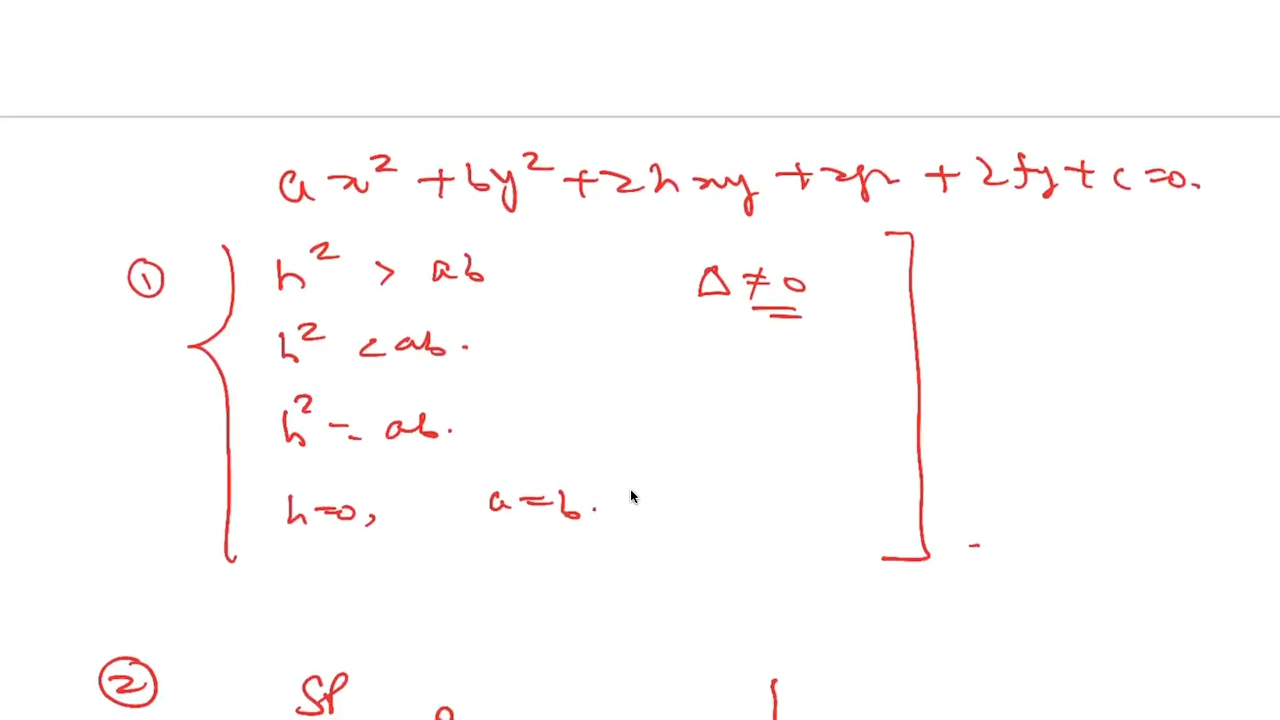 ax² + by² + 2hxy + 2gx + 2fy + c = 0.
① h² > ab Δ ≠ 0
h² < ab.
h² = ab.
h = 0, a = b.
② SP